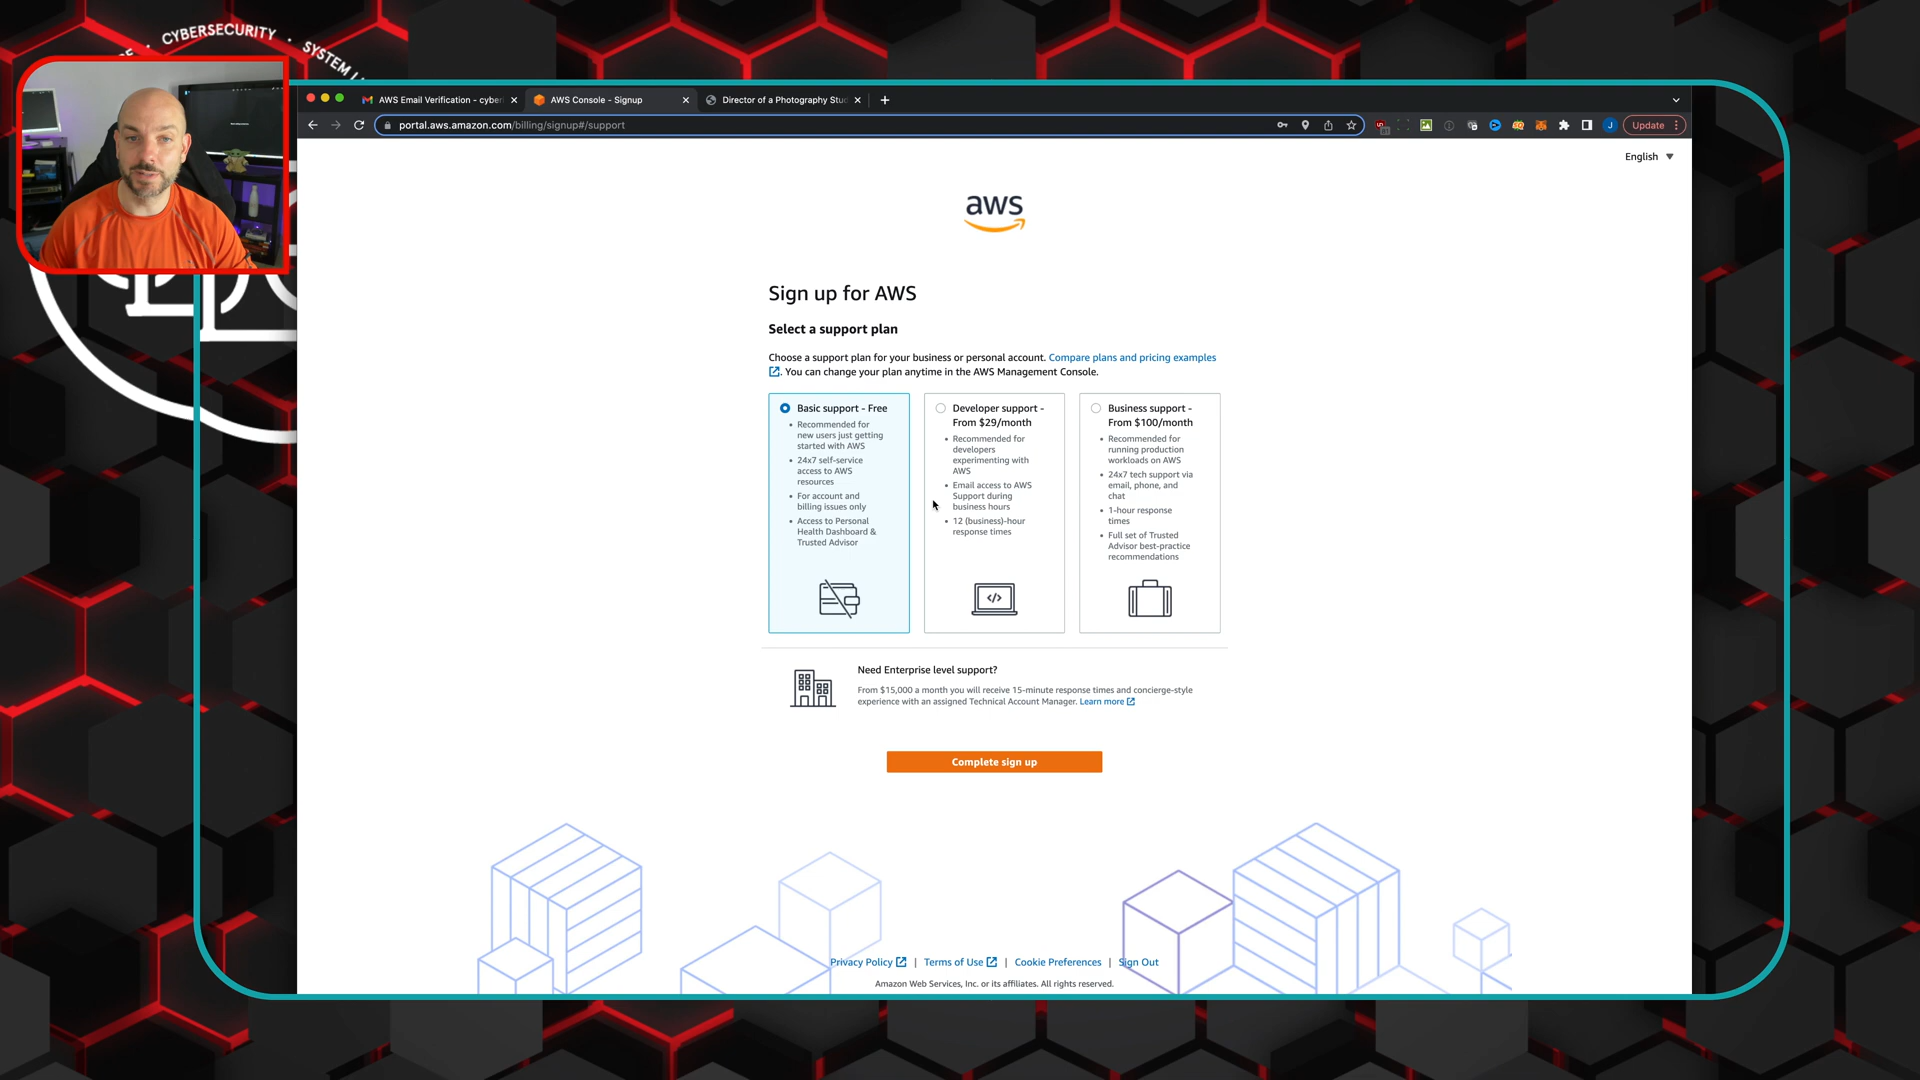 CYBERSECURITY · SYSTEM
AWS Email Verification - cyber
AWS Console - Signup
Director of a Photography Stud
portal.aws.amazon.com/billing/signup#/support
J
Update
English
aws
Sign up for AWS
Select a support plan
Choose a support plan for your business or personal account. Compare plans and pricing examples
. You can change your plan anytime in the AWS Management Console.
Basic support - Free
• Recommended for
new users just getting
started with AWS
• 24x7 self-service
access to AWS
resources
• For account and
billing issues only
• Access to Personal
Health Dashboard &
Trusted Advisor
Developer support -
From $29/month
• Recommended for
developers
experimenting with
AWS
• Email access to AWS
Support during
business hours
• 12 (business)-hour
response times
</>
Business support -
From $100/month
• Recommended for
running production
workloads on AWS
• 24x7 tech support via
email, phone, and
chat
• 1-hour response
times
• Full set of Trusted
Advisor best-practice
recommendations
Need Enterprise level support?
From $15,000 a month you will receive 15-minute response times and concierge-style
experience with an assigned Technical Account Manager. Learn more
Complete sign up
Privacy Policy | Terms of Use | Cookie Preferences | Sign Out
Amazon Web Services, Inc. or its affiliates. All rights reserved.